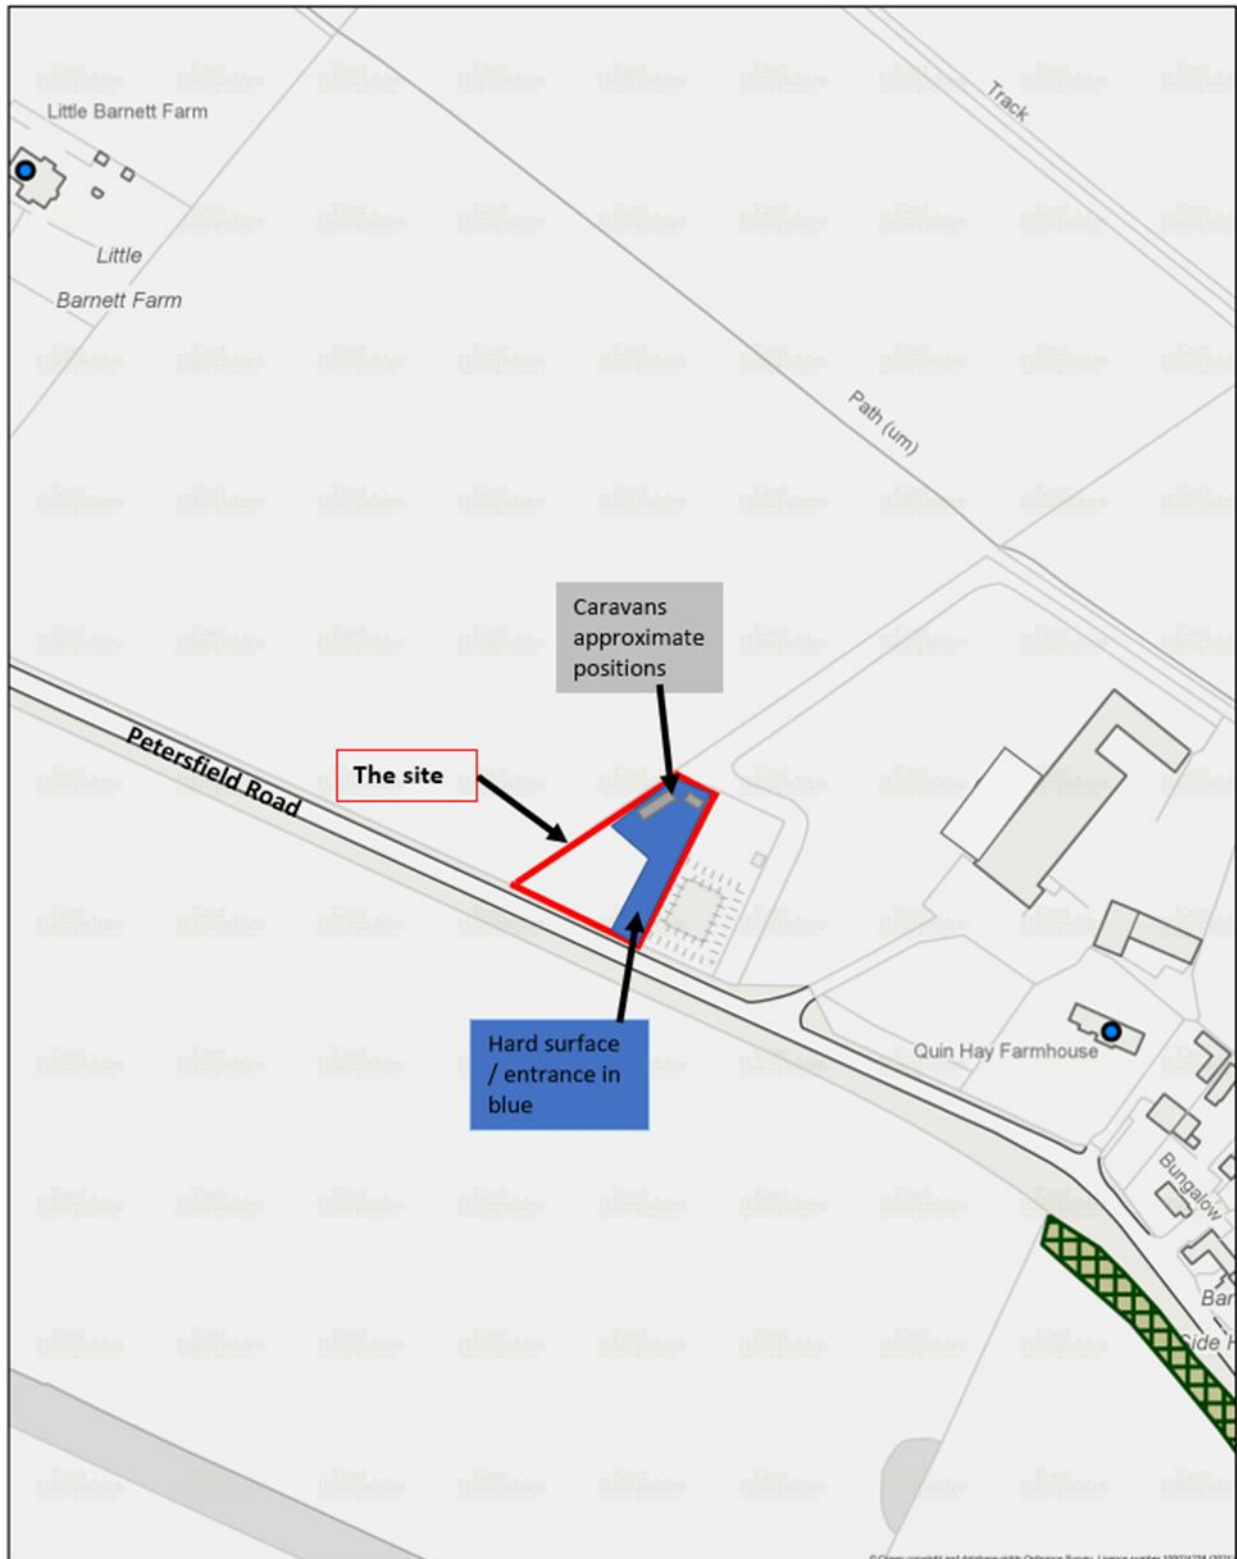 Little Barnett Farm
Track
Little
Barnett Farm
Path (um)
Caravans
approximate
positions
Petersfield Road
The site
Hard surface
/ entrance in
blue
Quin Hay Farmhouse
Bungalow
Bar
Side H